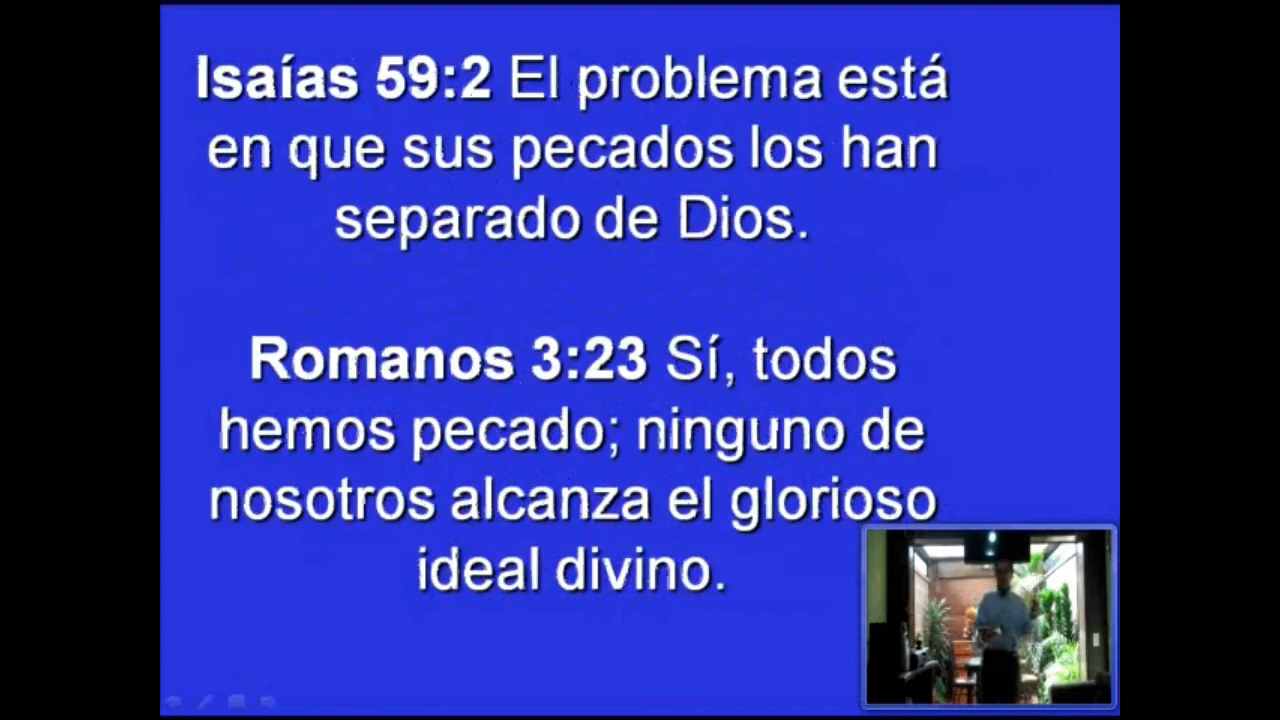 Isaías 59:2 El problema está
en que sus pecados los han
separado de Dios.
Romanos 3:23 Sí, todos
hemos pecado; ninguno de
nosotros alcanza el glorioso
ideal divino.